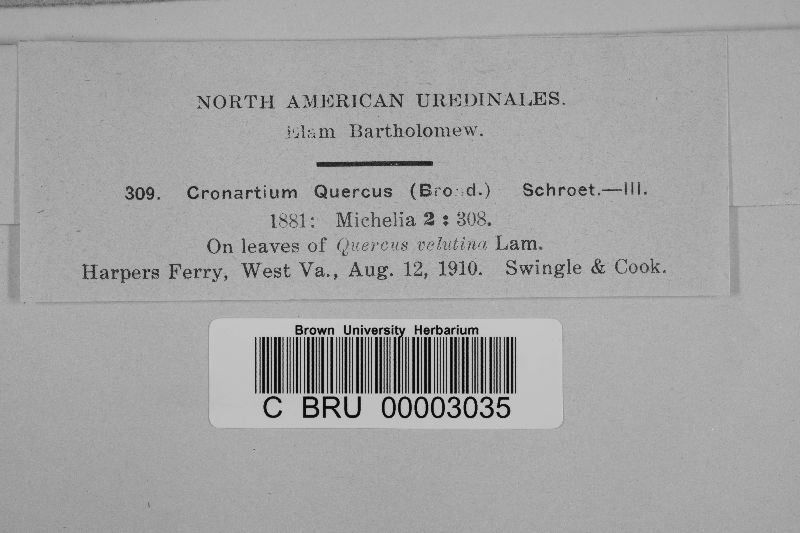 NORTH AMERICAN UREDINALES.
Elam Bartholomew.
309. Cronartium Quercus (Brond.) Schroet.—III.
1881: Michelia 2 : 308.
On leaves of Quercus velutina Lam.
Harpers Ferry, West Va., Aug. 12, 1910. Swingle & Cook.
Brown University Herbarium
C BRU 00003035